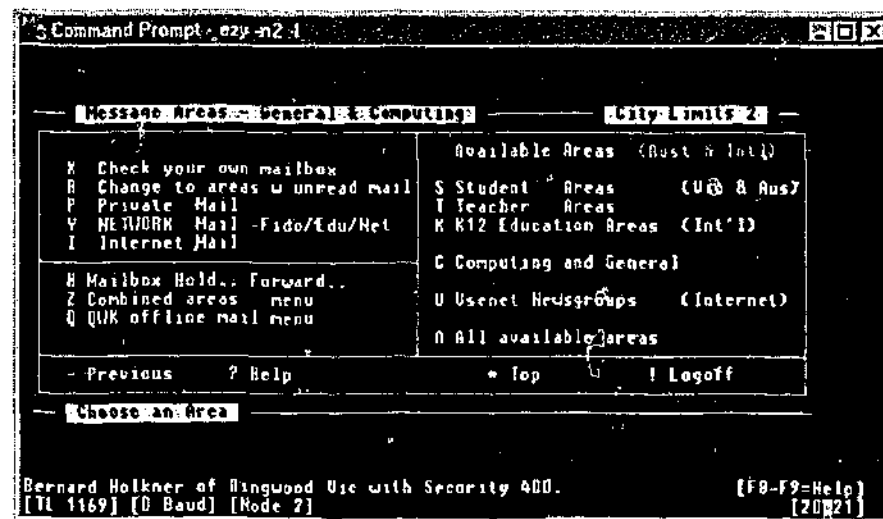 Command Prompt - ezy -n2 -l
Message Areas - General & Computing
City Limits 2
X Check your own mailbox
R Change to areas w unread mail
P Private Mail
Y NETWORK Mail -Fido/Edu/Net
I Internet Mail
H Mailbox Hold.. Forward..
Z Combined areas menu
Q QWK offline mail menu
Available Areas (Aust & Intl)
S Student Areas (Vic & Aus)
T Teacher Areas
K K12 Education Areas (Int'l)
C Computing and General
U Usenet Newsgroups (Internet)
A All available areas
- Previous ? Help * Top ! Logoff
Choose an Area
Bernard Holkner of Ringwood Vic with Security 400. [F8-F9=Help]
[TL 1169] [0 Baud] [Node 2] [20:21]